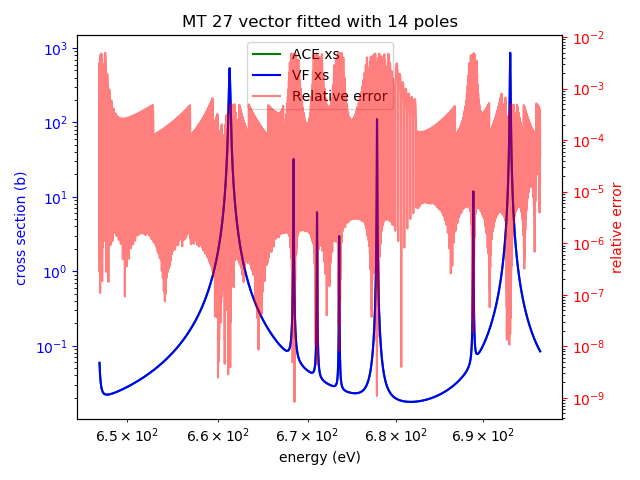 MT 27 vector fitted with 14 poles
ACE xs
VF xs
Relative error
cross section (b)
10³
10²
10¹
10⁰
10⁻¹
relative error
10⁻²
10⁻³
10⁻⁴
10⁻⁵
10⁻⁶
10⁻⁷
10⁻⁸
10⁻⁹
6.5 × 10² 6.6 × 10² 6.7 × 10² 6.8 × 10² 6.9 × 10²
energy (eV)